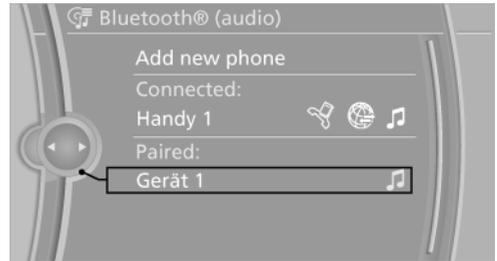 Bluetooth® (audio)
Add new phone
Connected:
Handy 1
Paired:
Gerät 1